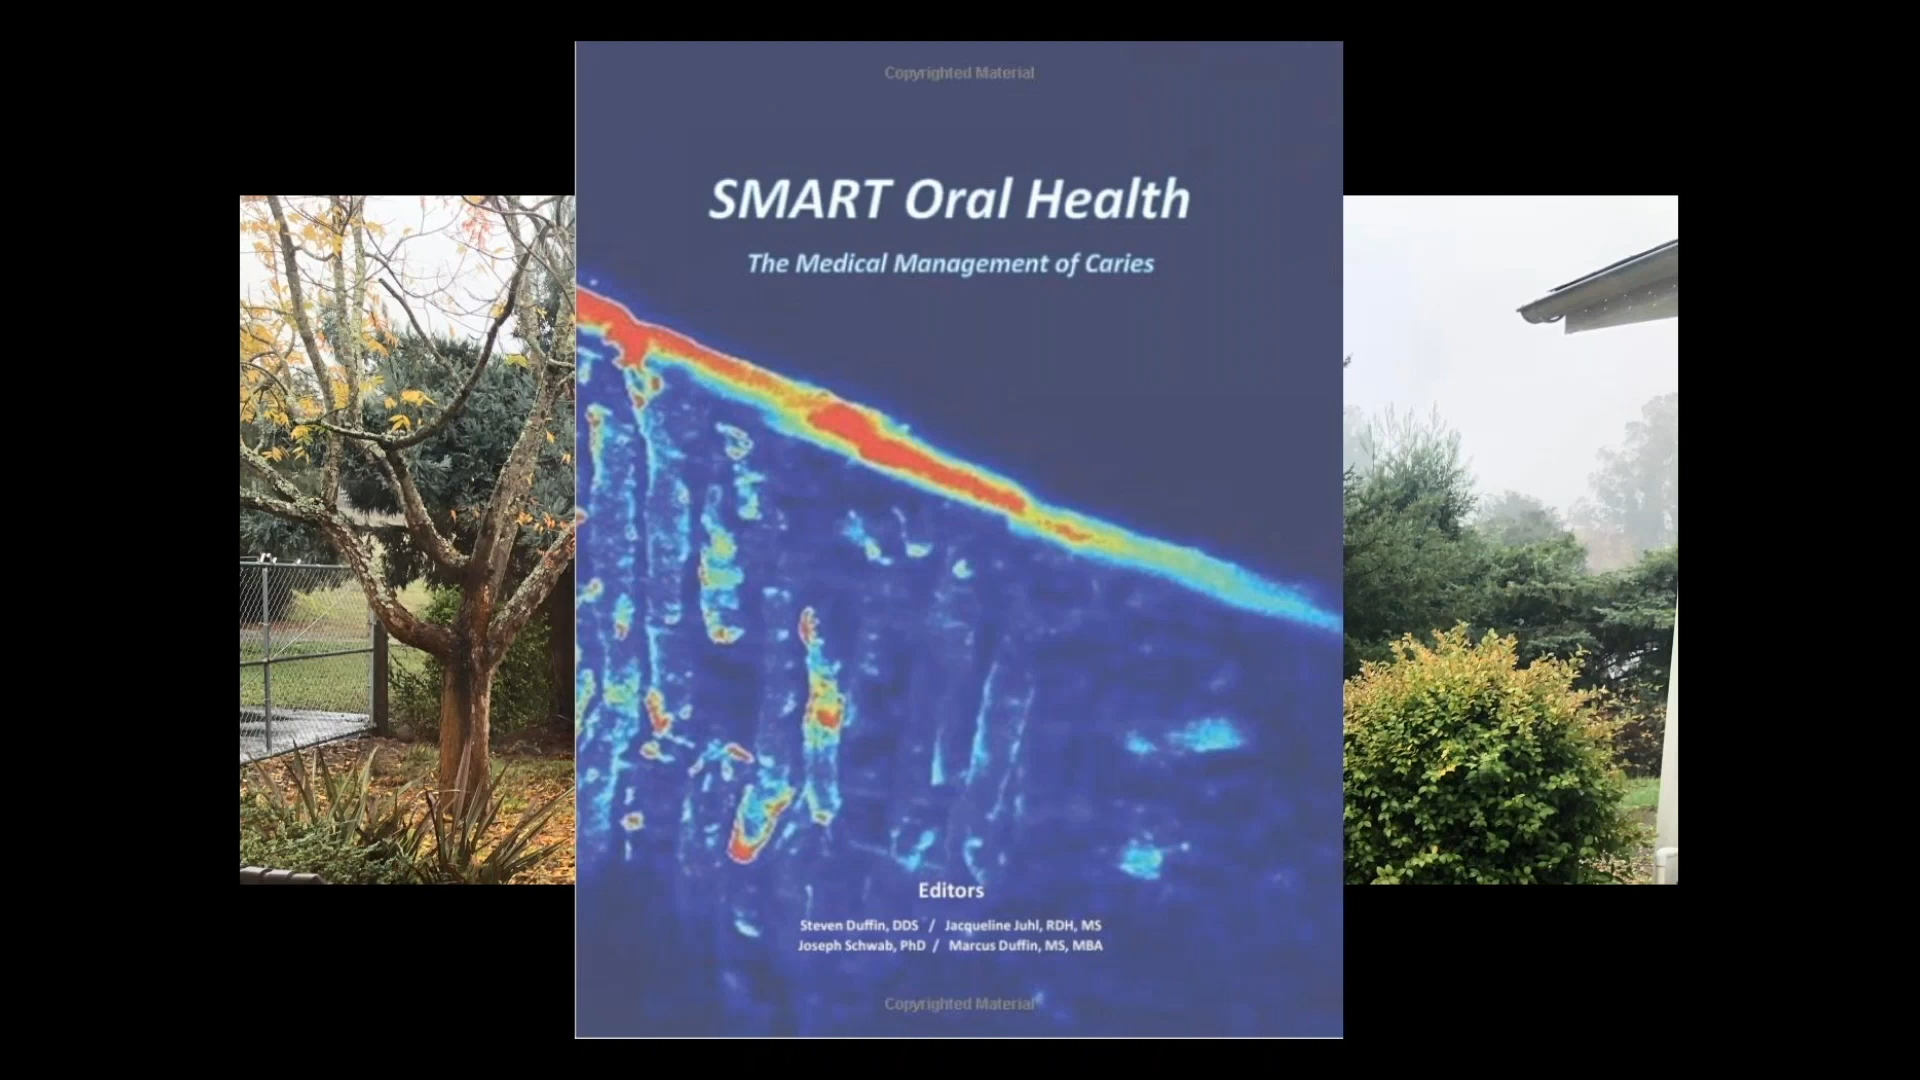 Copyrighted Material
SMART Oral Health
The Medical Management of Caries
Editors
Steven Duffin, DDS / Jacqueline Juhl, RDH, MS
Joseph Schwab, PhD / Marcus Duffin, MS, MBA
Copyrighted Material